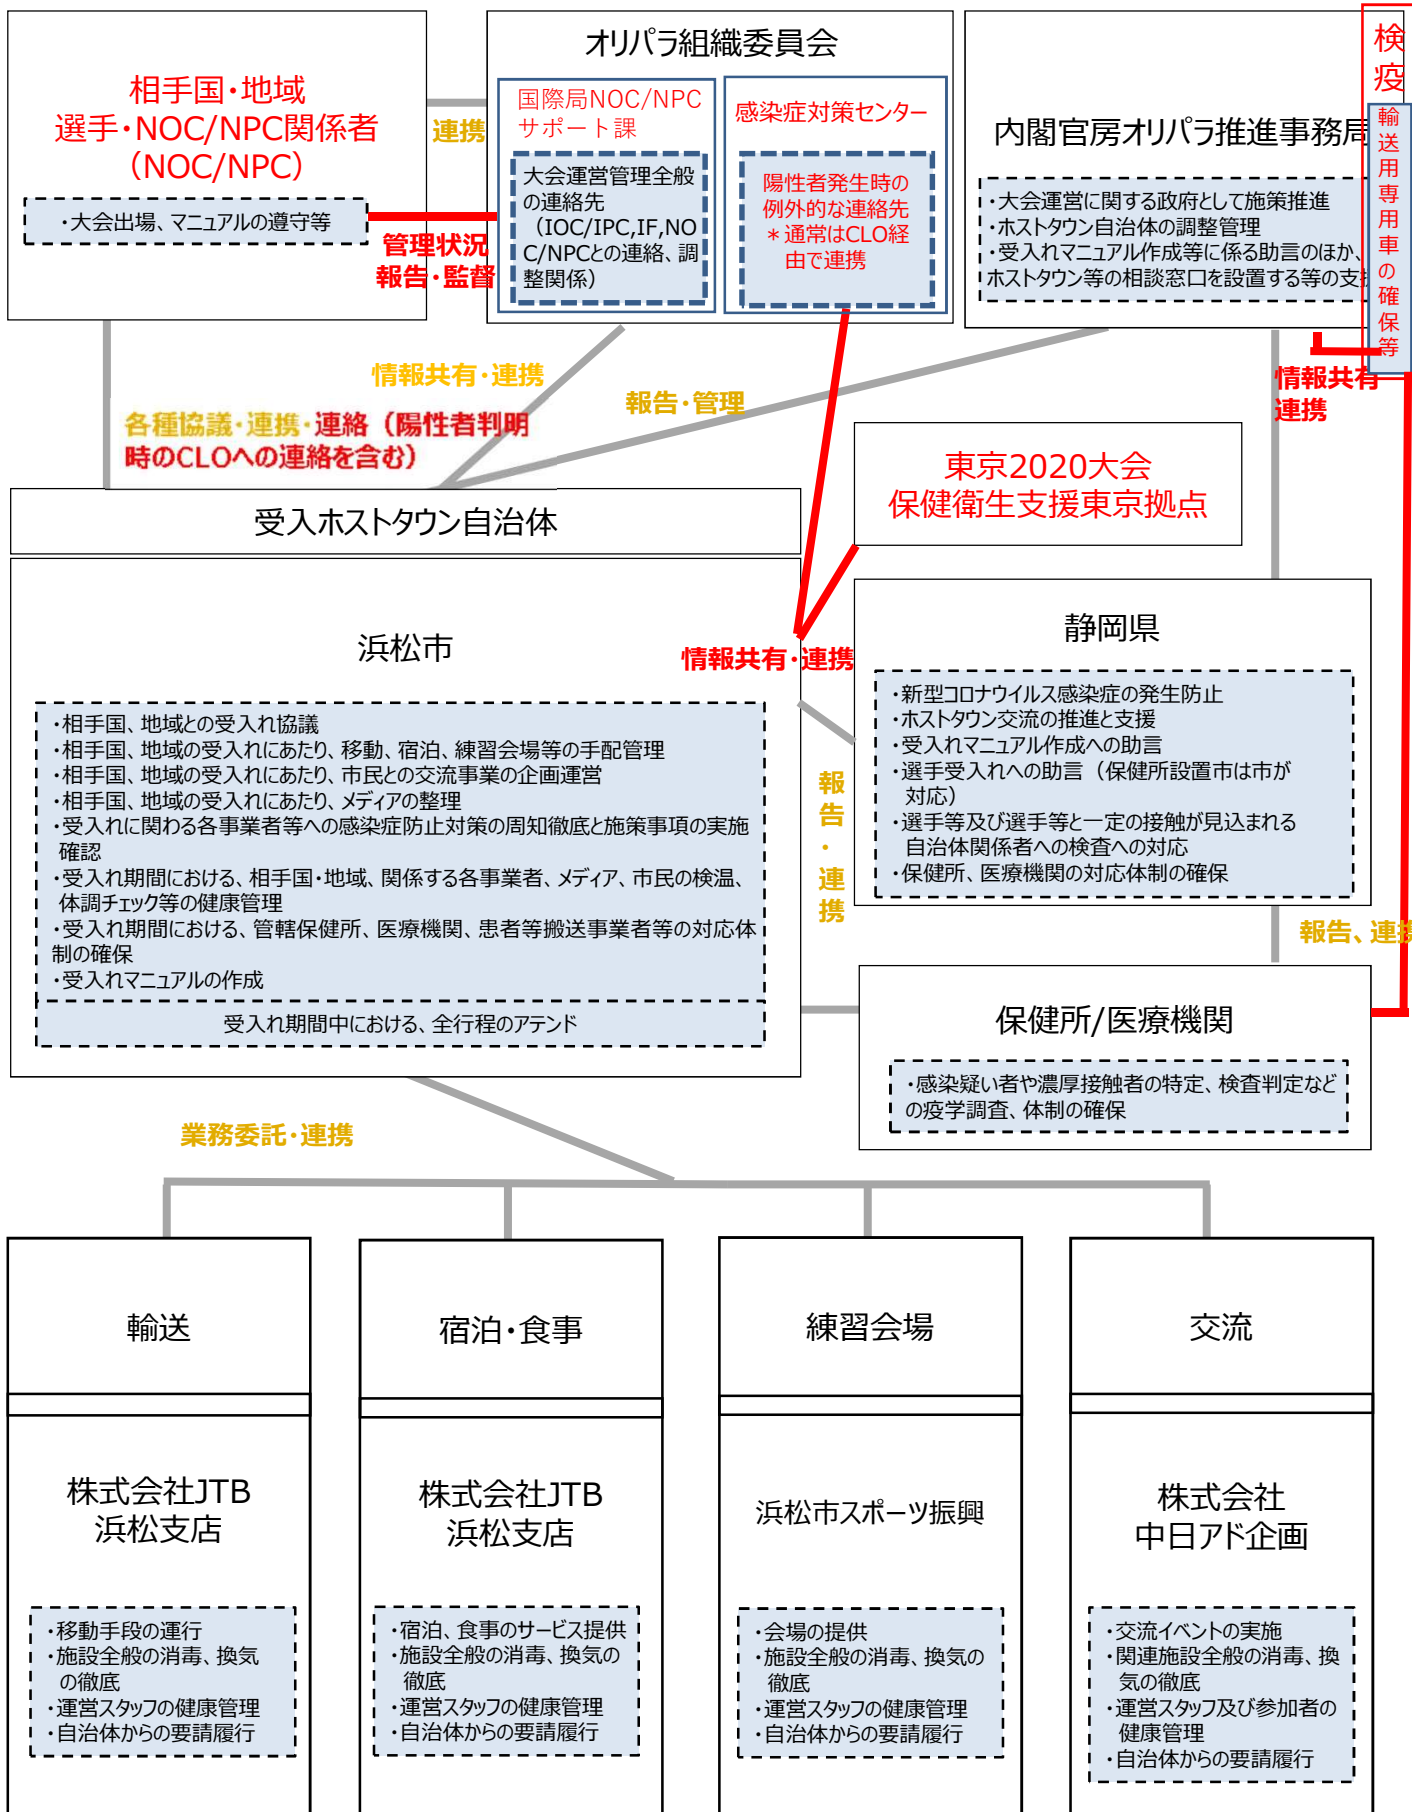 相手国・地域
選手・NOC/NPC関係者
（NOC/NPC）
・大会出場、マニュアルの遵守等
連携
管理状況
報告・監督
オリパラ組織委員会
国際局NOC/NPC
サポート課
大会運営管理全般
の連絡先
（IOC/IPC,IF,NO
C/NPCとの連絡、調
整関係）
感染症対策センター
陽性者発生時の
例外的な連絡先
＊通常はCLO経
由で連携
内閣官房オリパラ推進事務局
・大会運営に関する政府として施策推進
・ホストタウン自治体の調整管理
・受入れマニュアル作成等に係る助言のほか、
ホストタウン等の相談窓口を設置する等の支
検疫
輸送用専用車の確保等
情報共有
連携
情報共有・連携
報告・管理
各種協議・連携・連絡（陽性者判明
時のCLOへの連絡を含む）
東京2020大会
保健衛生支援東京拠点
受入ホストタウン自治体
浜松市
情報共有・連携
・相手国、地域との受入れ協議
・相手国、地域の受入れにあたり、移動、宿泊、練習会場等の手配管理
・相手国、地域の受入れにあたり、市民との交流事業の企画運営
・相手国、地域の受入れにあたり、メディアの整理
・受入れに関わる各事業者等への感染症防止対策の周知徹底と施策事項の実施
確認
・受入れ期間における、相手国・地域、関係する各事業者、メディア、市民の検温、
体調チェック等の健康管理
・受入れ期間における、管轄保健所、医療機関、患者等搬送事業者等の対応体
制の確保
・受入れマニュアルの作成
受入れ期間中における、全行程のアテンド
報告・連携
静岡県
・新型コロナウイルス感染症の発生防止
・ホストタウン交流の推進と支援
・受入れマニュアル作成への助言
・選手受入れへの助言（保健所設置市は市が
対応）
・選手等及び選手等と一定の接触が見込まれる
自治体関係者への検査への対応
・保健所、医療機関の対応体制の確保
報告、連携
保健所/医療機関
・感染疑い者や濃厚接触者の特定、検査判定など
の疫学調査、体制の確保
業務委託・連携
輸送
株式会社JTB
浜松支店
・移動手段の運行
・施設全般の消毒、換気
の徹底
・運営スタッフの健康管理
・自治体からの要請履行
宿泊・食事
株式会社JTB
浜松支店
・宿泊、食事のサービス提供
・施設全般の消毒、換気の
徹底
・運営スタッフの健康管理
・自治体からの要請履行
練習会場
浜松市スポーツ振興
・会場の提供
・施設全般の消毒、換気の
徹底
・運営スタッフの健康管理
・自治体からの要請履行
交流
株式会社
中日アド企画
・交流イベントの実施
・関連施設全般の消毒、換
気の徹底
・運営スタッフ及び参加者の
健康管理
・自治体からの要請履行